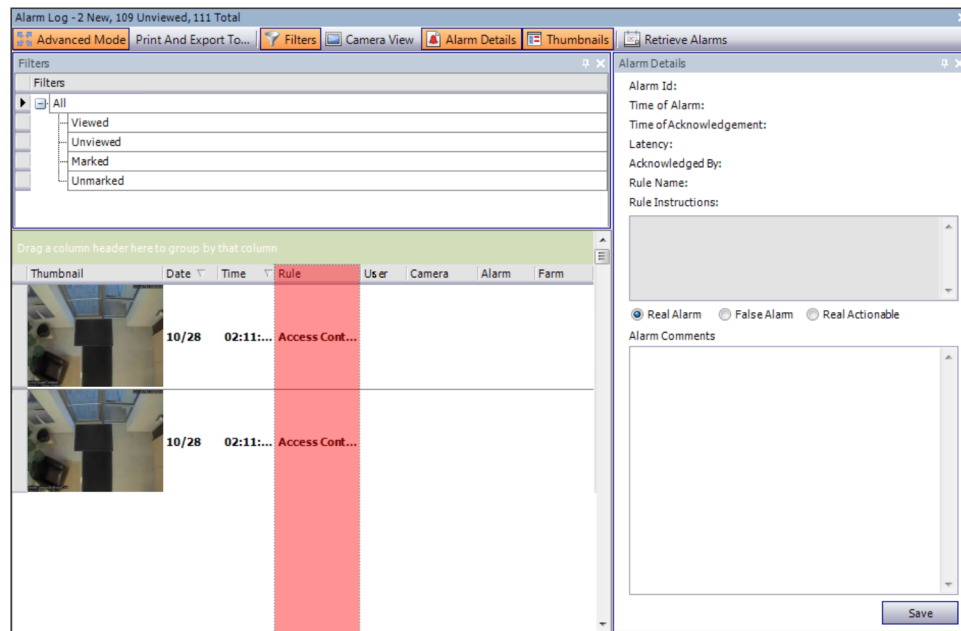 Alarm Log - 2 New, 109 Unviewed, 111 Total
Advanced Mode Print And Export To... Filters Camera View Alarm Details Thumbnails Retrieve Alarms
Filters
Filters
All
Viewed
Unviewed
Marked
Unmarked
Drag a column header here to group by that column
Thumbnail Date Time Rule User Camera Alarm Farm
10/28 02:11:... Access Cont...
10/28 02:11:... Access Cont...
Alarm Details
Alarm Id:
Time of Alarm:
Time of Acknowledgement:
Latency:
Acknowledged By:
Rule Name:
Rule Instructions:
Real Alarm False Alarm Real Actionable
Alarm Comments
Save